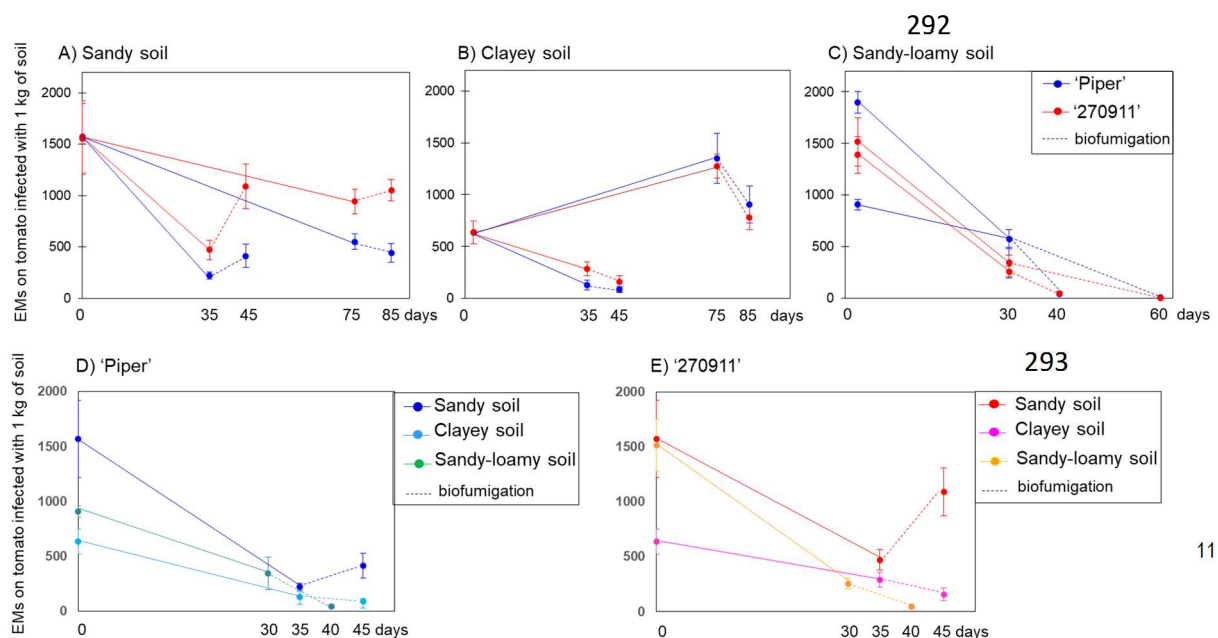 292
A) Sandy soil
B) Clayey soil
C) Sandy-loamy soil
EMs on tomato infected with 1 kg of soil
2000
1500
1000
500
0
0 35 45 75 85 days
2000
1500
1000
500
0
0 35 45 75 85 days
2000
1500
1000
500
0
0 30 40 60 days
'Piper'
'270911'
biofumigation
293
D) 'Piper'
E) '270911'
EMs on tomato infected with 1 kg of soil
2000
1500
1000
500
0
0 30 35 40 45 days
Sandy soil
Clayey soil
Sandy-loamy soil
biofumigation
2000
1500
1000
500
0
0 30 35 40 45 days
Sandy soil
Clayey soil
Sandy-loamy soil
biofumigation
11